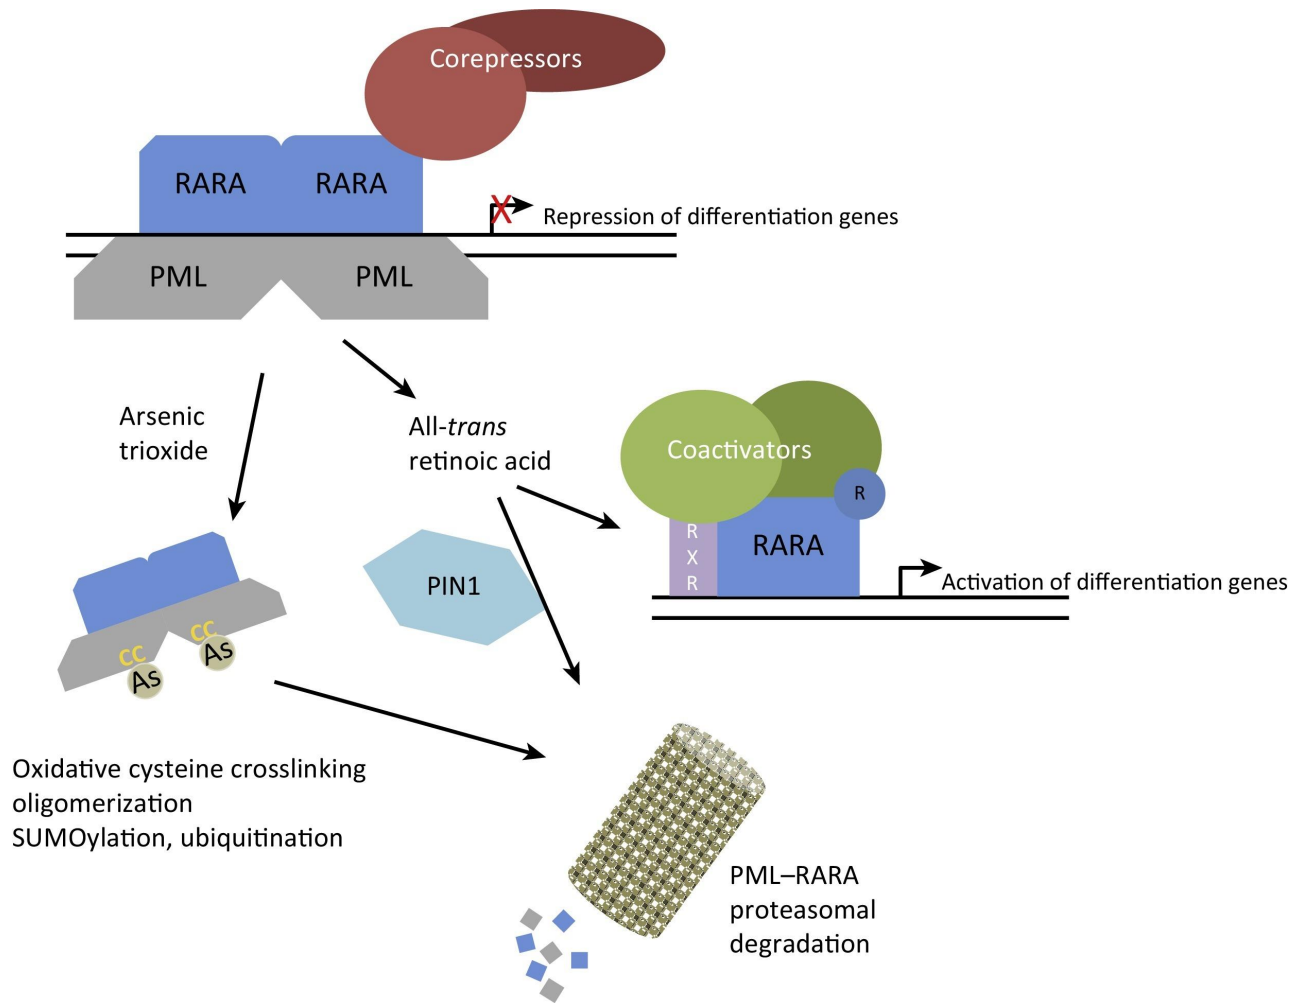 Corepressors
RARA
RARA
X
Repression of differentiation genes
PML
PML
Arsenic
trioxide
All-trans
retinoic acid
Coactivators
R
R
X
R
RARA
PIN1
Activation of differentiation genes
CC
CC
As
As
Oxidative cysteine crosslinking
oligomerization
SUMOylation, ubiquitination
PML–RARA
proteasomal
degradation